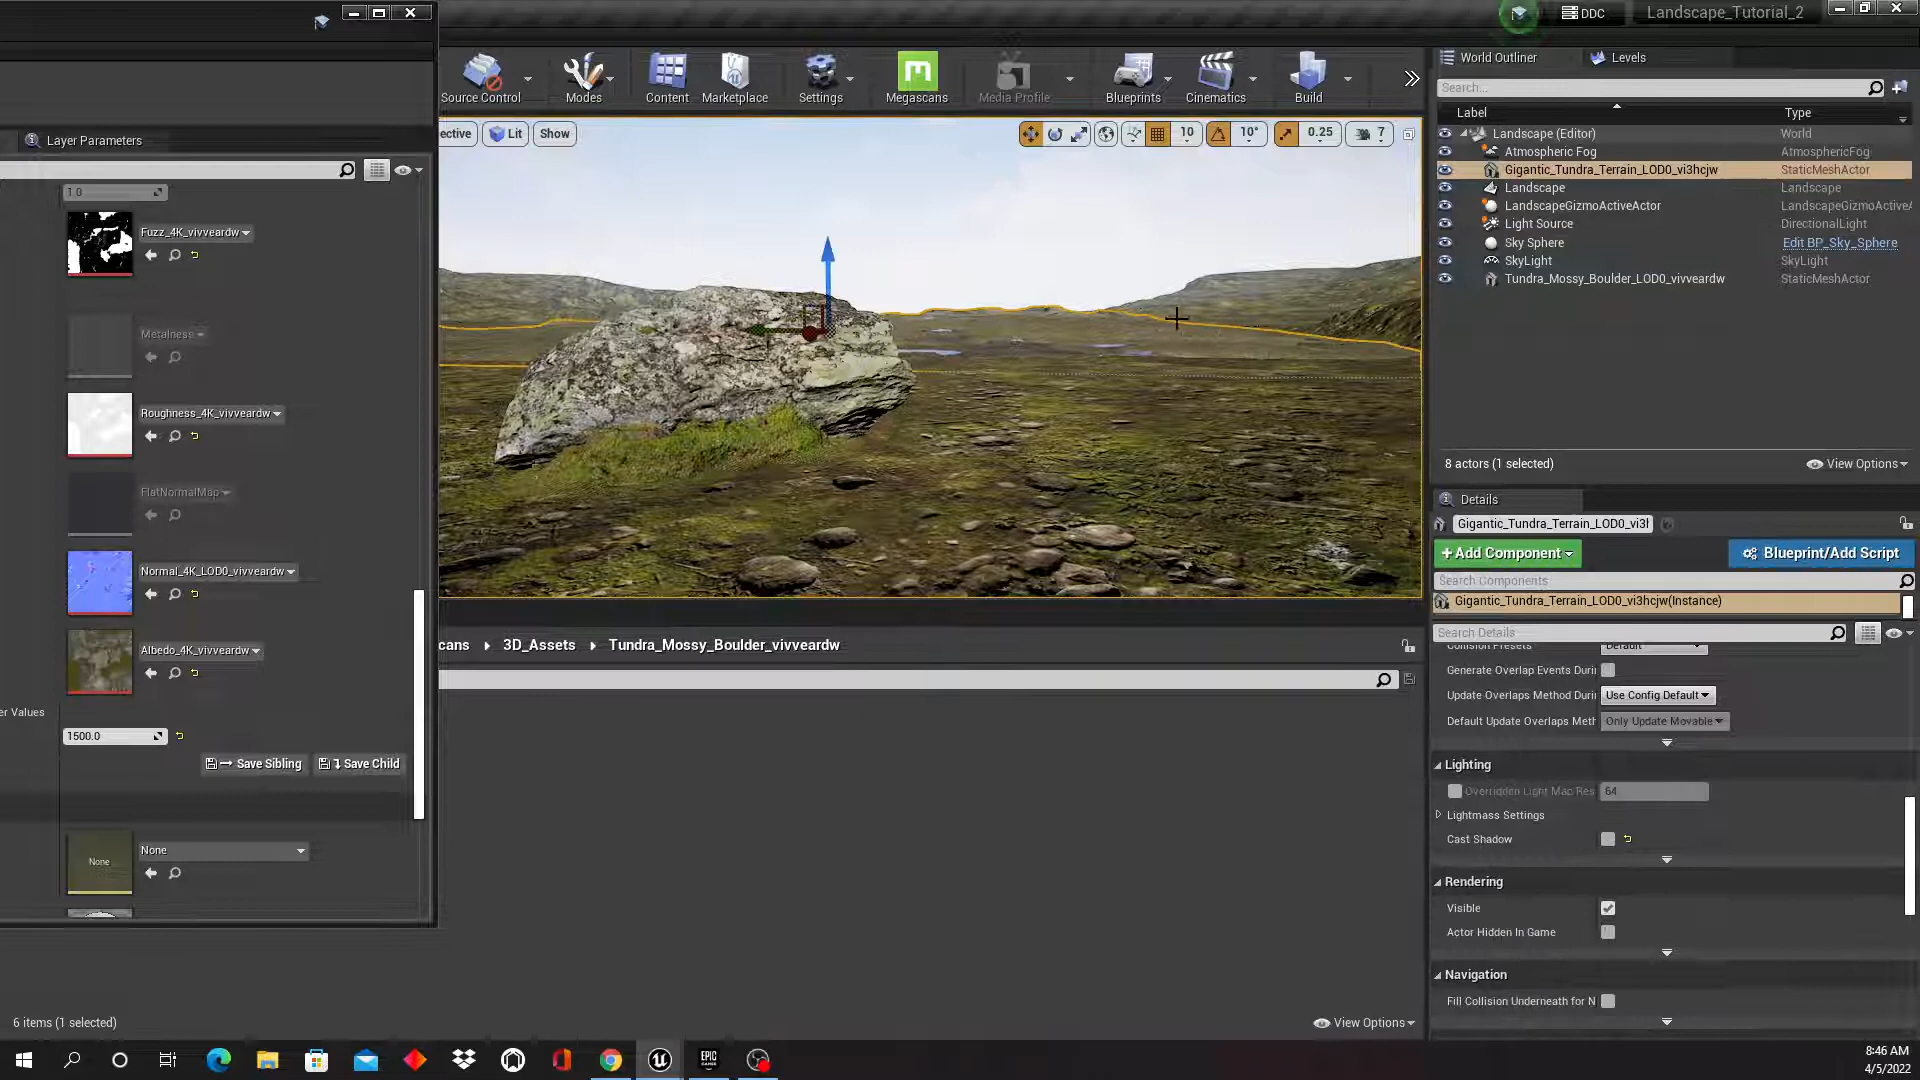 DDC
Landscape_Tutorial_2
Source Control
Modes
Content
Marketplace
Settings
Megascans
Media Profile
Blueprints
Cinematics
Build
Layer Parameters
1.0
Fuzz_4K_vivveardw
Metalness
Roughness_4K_vivveardw
FlatNormalMap
Normal_4K_LOD0_vivveardw
Albedo_4K_vivveardw
er Values
1500.0
Save Sibling
Save Child
None
None
6 items (1 selected)
ective
Lit
Show
10
10°
0.25
7
cans
3D_Assets
Tundra_Mossy_Boulder_vivveardw
View Options
World Outliner
Levels
Search...
Label Type
Landscape (Editor) World
Atmospheric Fog AtmosphericFog
Gigantic_Tundra_Terrain_LOD0_vi3hcjw StaticMeshActor
Landscape Landscape
LandscapeGizmoActiveActor LandscapeGizmoActiveA
Light Source DirectionalLight
Sky Sphere Edit BP_Sky_Sphere
SkyLight SkyLight
Tundra_Mossy_Boulder_LOD0_vivveardw StaticMeshActor
8 actors (1 selected)
View Options
Details
Gigantic_Tundra_Terrain_LOD0_vi3l
+Add Component
Blueprint/Add Script
Search Components
Gigantic_Tundra_Terrain_LOD0_vi3hcjw(Instance)
Search Details
Collision Presets Default
Generate Overlap Events Duri
Update Overlaps Method Duri Use Config Default
Default Update Overlaps Meth Only Update Movable
Lighting
Overridden Light Map Res 64
Lightmass Settings
Cast Shadow
Rendering
Visible
Actor Hidden In Game
Navigation
Fill Collision Underneath for N
EPIC
GAMES
8:46 AM
4/5/2022